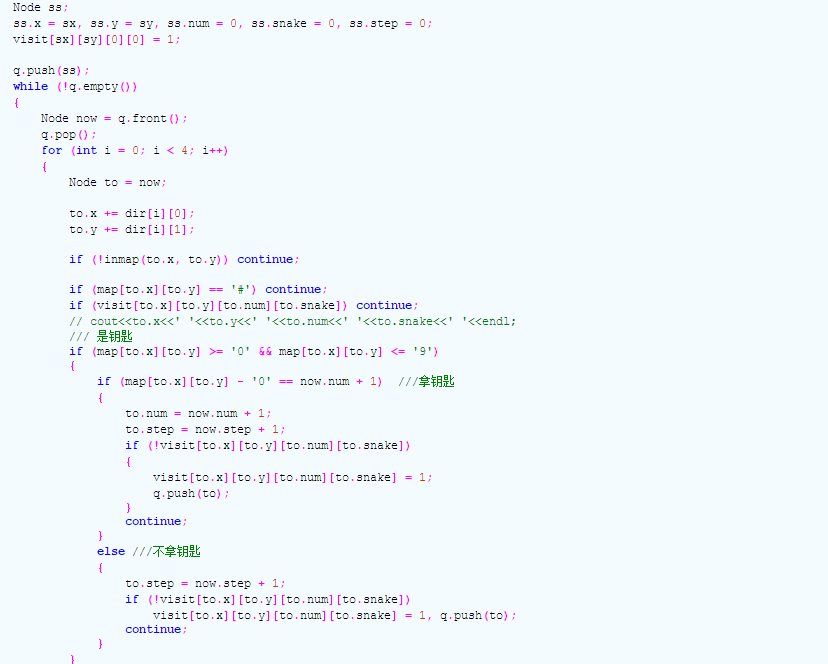 Node ss;
ss.x = sx, ss.y = sy, ss.num = 0, ss.snake = 0, ss.step = 0;
visit[sx][sy][0][0] = 1;
q.push(ss);
while (!q.empty())
{
Node now = q.front();
q.pop();
for (int i = 0; i < 4; i++)
{
Node to = now;
to.x += dir[i][0];
to.y += dir[i][1];
if (!inmap(to.x, to.y)) continue;
if (map[to.x][to.y] == '#') continue;
if (visit[to.x][to.y][to.num][to.snake]) continue;
// cout<<to.x<<' '<<to.y<<' '<<to.num<<' '<<to.snake<<' '<<endl;
/// 是钥匙
if (map[to.x][to.y] >= '0' && map[to.x][to.y] <= '9')
{
if (map[to.x][to.y] - '0' == now.num + 1)  ///拿钥匙
{
to.num = now.num + 1;
to.step = now.step + 1;
if (!visit[to.x][to.y][to.num][to.snake])
{
visit[to.x][to.y][to.num][to.snake] = 1;
q.push(to);
}
continue;
}
else ///不拿钥匙
{
to.step = now.step + 1;
if (!visit[to.x][to.y][to.num][to.snake])
visit[to.x][to.y][to.num][to.snake] = 1, q.push(to);
continue;
}
}